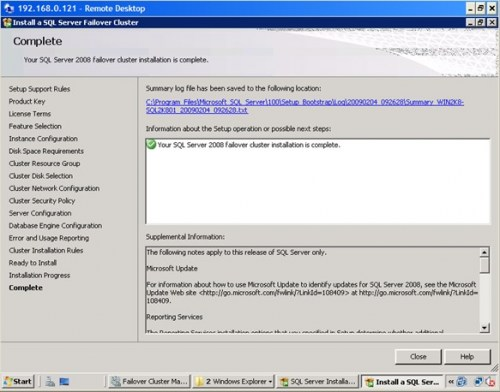 192.168.0.121 - Remote Desktop
Install a SQL Server Failover Cluster
Complete
Your SQL Server 2008 failover cluster installation is complete.
Setup Support Rules
Product Key
License Terms
Feature Selection
Instance Configuration
Disk Space Requirements
Cluster Resource Group
Cluster Disk Selection
Cluster Network Configuration
Cluster Security Policy
Server Configuration
Database Engine Configuration
Error and Usage Reporting
Cluster Installation Rules
Ready to Install
Installation Progress
Complete
Summary log file has been saved to the following location:
C:\Program Files\Microsoft SQL Server\100\Setup Bootstrap\Log\20090204_092628\Summary_WIN2K8-
SQL2K801_20090204_092628.txt
Information about the Setup operation or possible next steps:
Your SQL Server 2008 failover cluster installation is complete.
Supplemental Information:
The following notes apply to this release of SQL Server only.
Microsoft Update
For information about how to use Microsoft Update to identify updates for SQL Server 2008, see the Microsoft
Update Web site <http://go.microsoft.com/fwlink/?LinkId=108409> at http://go.microsoft.com/fwlink/?LinkId=
108409.
Reporting Services
The Reporting Services installation options that you specified in Setup determine whether additional
Close
Help
Start
Failover Cluster Ma...
2 Windows Explorer
SQL Server Installa...
Install a SQL Serve...
9:48 AM